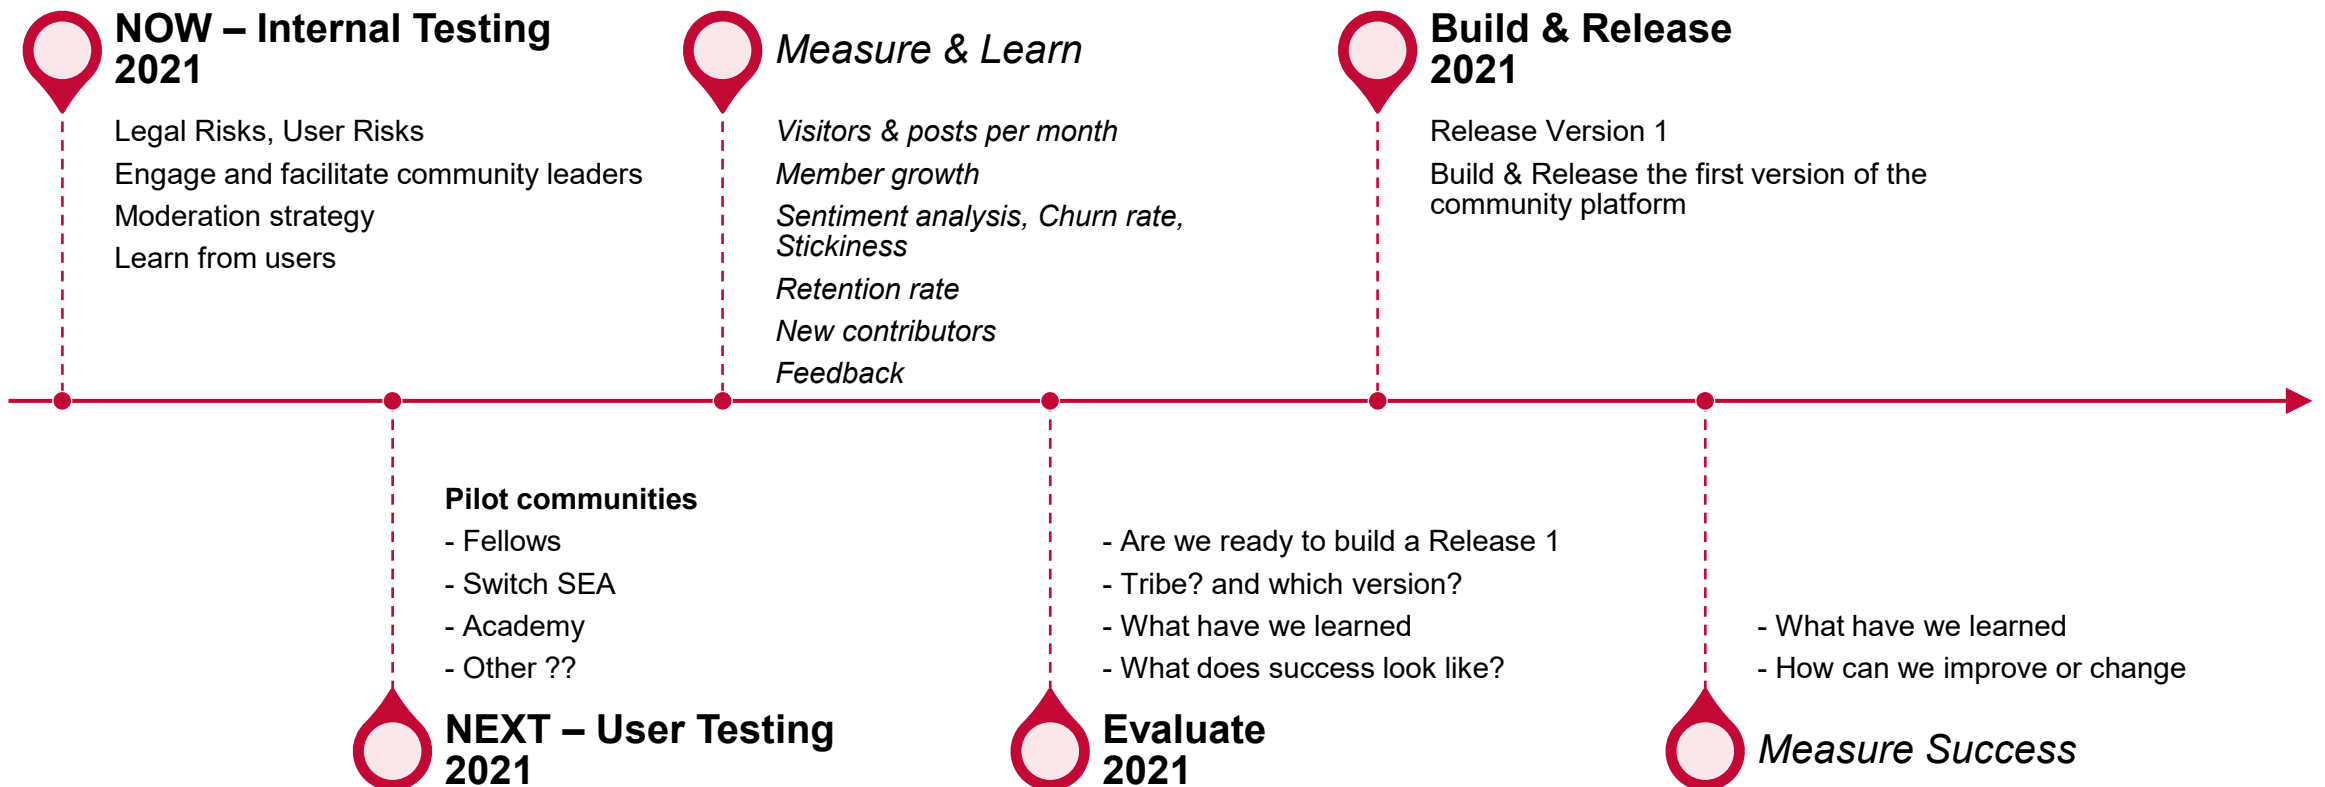 NOW – Internal Testing
2021
Legal Risks, User Risks
Engage and facilitate community leaders
Moderation strategy
Learn from users
Measure & Learn
Visitors & posts per month
Member growth
Sentiment analysis, Churn rate,
Stickiness
Retention rate
New contributors
Feedback
Build & Release
2021
Release Version 1
Build & Release the first version of the
community platform
Pilot communities
- Fellows
- Switch SEA
- Academy
- Other ??
NEXT – User Testing
2021
- Are we ready to build a Release 1
- Tribe? and which version?
- What have we learned
- What does success look like?
Evaluate
2021
- What have we learned
- How can we improve or change
Measure Success